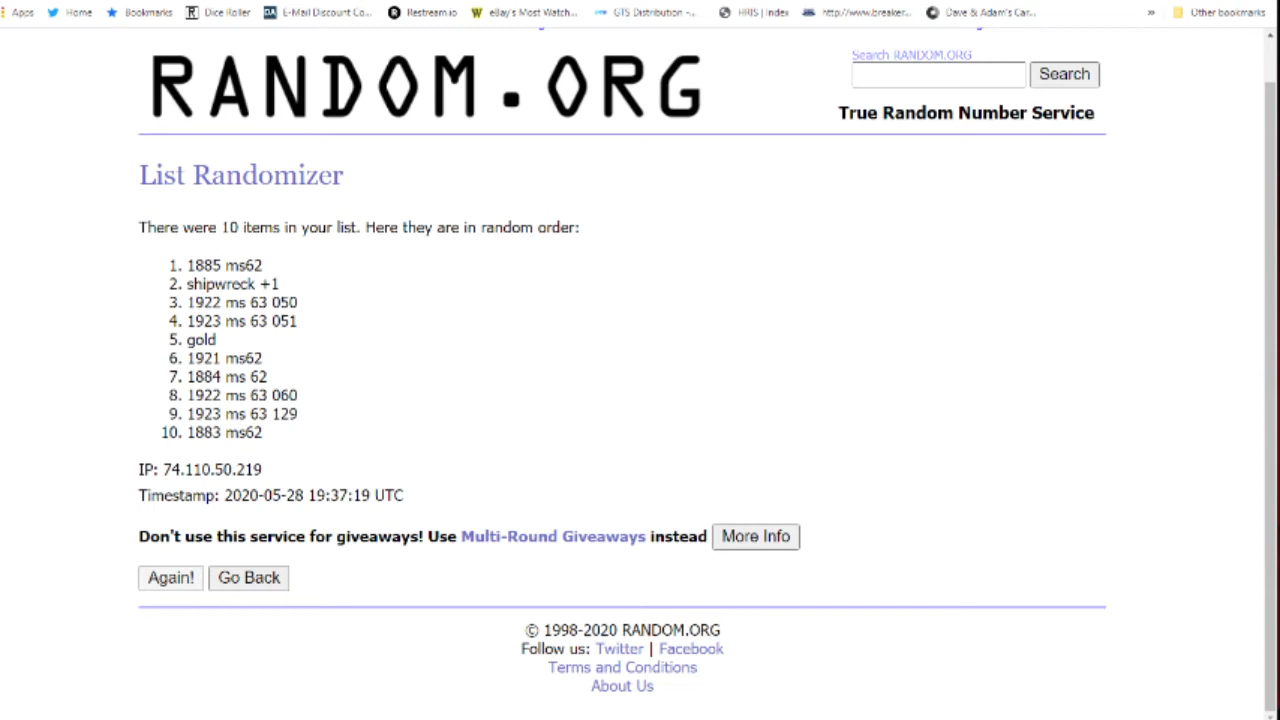 Apps Home Bookmarks Dice Roller E-Mail Discount Co... Restream.io eBay's Most Watch... GTS Distribution -... HRIS | Index http://www.breaker... Dave & Adam's Car... » Other bookmarks
RANDOM.ORG
Search RANDOM.ORG
Search
True Random Number Service
List Randomizer
There were 10 items in your list. Here they are in random order:
1. 1885 ms62
2. shipwreck +1
3. 1922 ms 63 050
4. 1923 ms 63 051
5. gold
6. 1921 ms62
7. 1884 ms 62
8. 1922 ms 63 060
9. 1923 ms 63 129
10. 1883 ms62
IP: 74.110.50.219
Timestamp: 2020-05-28 19:37:19 UTC
Don't use this service for giveaways! Use Multi-Round Giveaways instead More Info
Again! Go Back
© 1998-2020 RANDOM.ORG
Follow us: Twitter | Facebook
Terms and Conditions
About Us